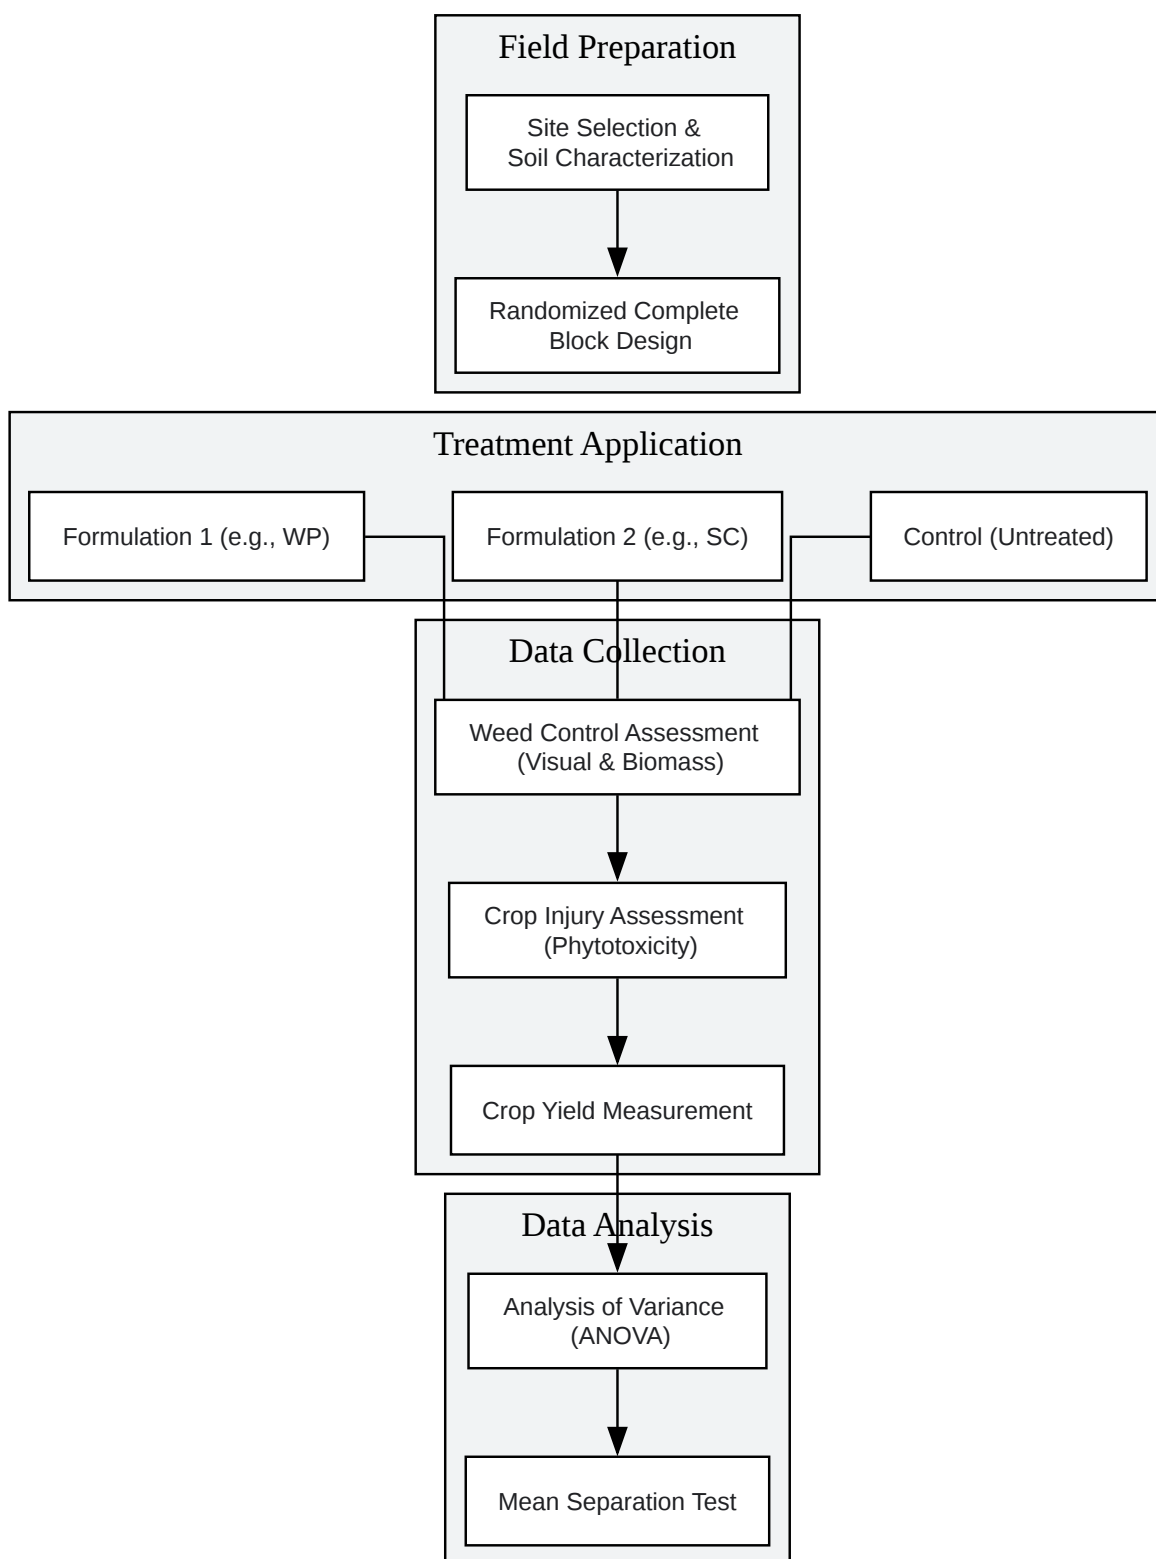 Field Preparation
Site Selection &
Soil Characterization
Randomized Complete
Block Design
Treatment Application
Formulation 1 (e.g., WP)
Formulation 2 (e.g., SC)
Control (Untreated)
Data Collection
Weed Control Assessment
(Visual & Biomass)
Crop Injury Assessment
(Phytotoxicity)
Crop Yield Measurement
Data Analysis
Analysis of Variance
(ANOVA)
Mean Separation Test